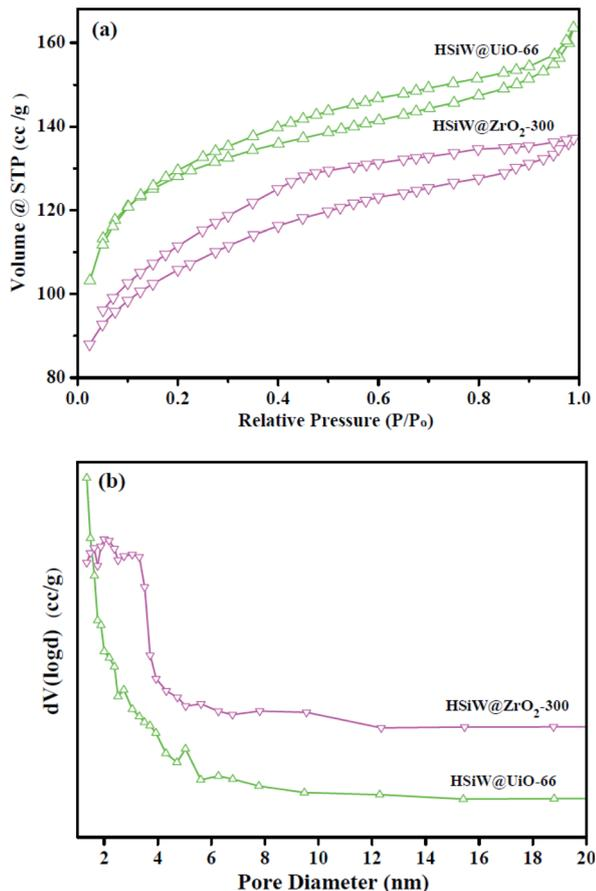 (a)
160
140
120
100
80
Volume @ STP (cc /g )
HSiW@UiO-66
HSiW@ZrO₂-300
0.0 0.2 0.4 0.6 0.8 1.0
Relative Pressure (P/Po)
(b)
dV(logd) (cc/g)
HSiW@ZrO₂-300
HSiW@UiO-66
2 4 6 8 10 12 14 16 18 20
Pore Diameter (nm)